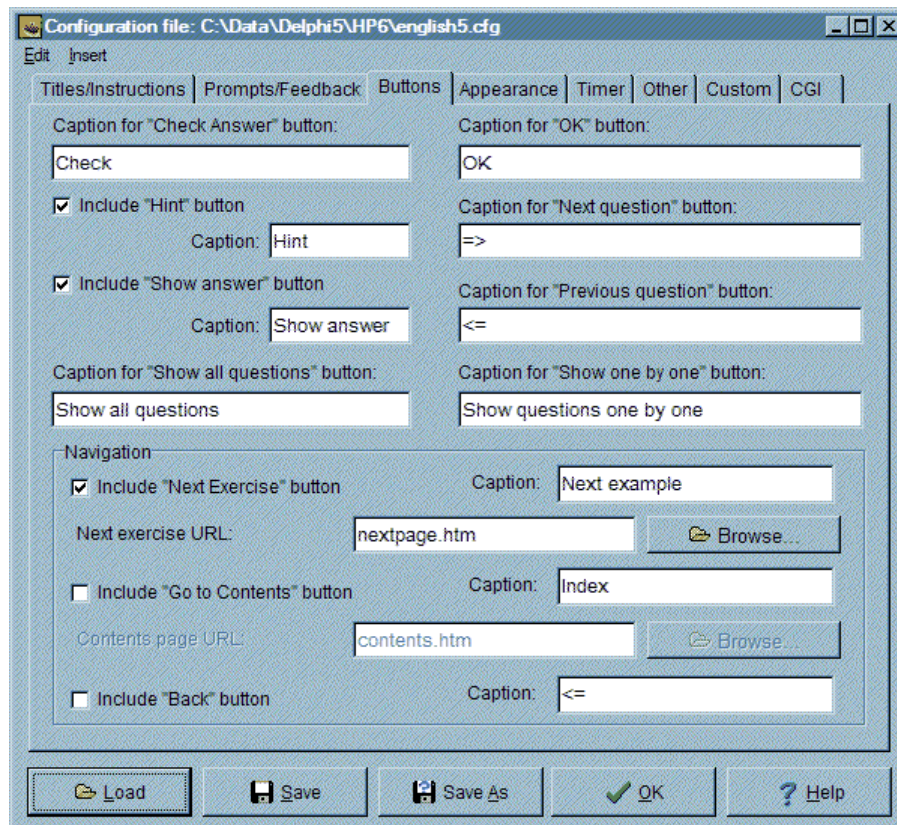 Configuration file: C:\Data\Delphi5\HP6\english5.cfg
Edit Insert
Titles/Instructions Prompts/Feedback Buttons Appearance Timer Other Custom CGI
Caption for "Check Answer" button: Caption for "OK" button:
Check OK
Include "Hint" button Caption for "Next question" button:
Caption: Hint =>
Include "Show answer" button Caption for "Previous question" button:
Caption: Show answer <=
Caption for "Show all questions" button: Caption for "Show one by one" button:
Show all questions Show questions one by one
Navigation
Include "Next Exercise" button Caption: Next example
Next exercise URL: nextpage.htm Browse...
Include "Go to Contents" button Caption: Index
Contents page URL: contents.htm Browse...
Include "Back" button Caption: <=
Load Save Save As OK Help